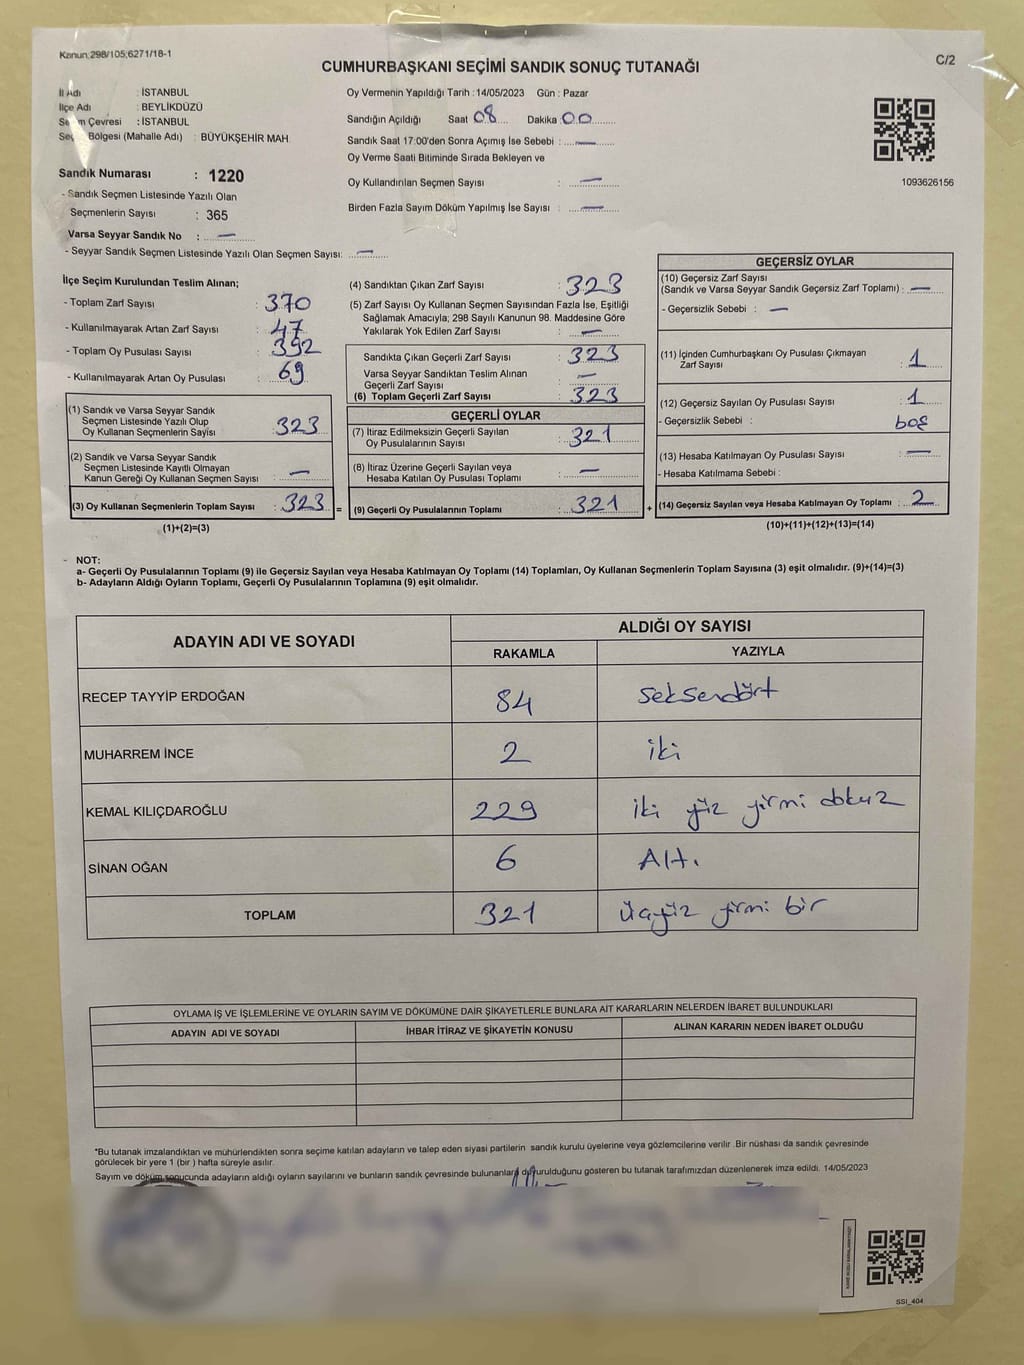 Kanun:298/105;6271/18-1
C/2
CUMHURBAŞKANI SEÇİMİ SANDIK SONUÇ TUTANAĞI
İl Adı : İSTANBUL
İlçe Adı : BEYLİKDÜZÜ
Seçim Çevresi : İSTANBUL
Seçim Bölgesi (Mahalle Adı) : BÜYÜKŞEHİR MAH.
Sandık Numarası : 1220
- Sandık Seçmen Listesinde Yazılı Olan
Seçmenlerin Sayısı : 365
Varsa Seyyar Sandık No : —
- Seyyar Sandık Seçmen Listesinde Yazılı Olan Seçmen Sayısı: —
Oy Vermenin Yapıldığı Tarih : 14/05/2023 Gün : Pazar
Sandığın Açıldığı Saat 08 Dakika 00
Sandık Saat 17:00'den Sonra Açımış İse Sebebi : —
Oy Verme Saati Bitiminde Sırada Bekleyen ve
Oy Kullandırılan Seçmen Sayısı : —
Birden Fazla Sayım Döküm Yapılmış İse Sayısı : —
1093626156
İlçe Seçim Kurulundan Teslim Alınan;
- Toplam Zarf Sayısı : 370
- Kullanılmayarak Artan Zarf Sayısı : 47
- Toplam Oy Pusulası Sayısı : 392
- Kullanılmayarak Artan Oy Pusulası : 69
(1) Sandık ve Varsa Seyyar Sandık
Seçmen Listesinde Yazılı Olup
Oy Kullanan Seçmenlerin Sayısı : 323
(2) Sandık ve Varsa Seyyar Sandık
Seçmen Listesinde Kayıtlı Olmayan
Kanun Gereği Oy Kullanan Seçmen Sayısı : —
(3) Oy Kullanan Seçmenlerin Toplam Sayısı : 323 =
(1)+(2)=(3)
(4) Sandıktan Çıkan Zarf Sayısı : 323
(5) Zarf Sayısı Oy Kullanan Seçmen Sayısından Fazla İse, Eşitliği
Sağlamak Amacıyla; 298 Sayılı Kanunun 98. Maddesine Göre
Yakılarak Yok Edilen Zarf Sayısı : —
Sandıkta Çıkan Geçerli Zarf Sayısı : 323
Varsa Seyyar Sandıktan Teslim Alınan
Geçerli Zarf Sayısı : —
(6) Toplam Geçerli Zarf Sayısı : 323
GEÇERLİ OYLAR
(7) İtiraz Edilmeksizin Geçerli Sayılan
Oy Pusulalarının Sayısı : 321
(8) İtiraz Üzerine Geçerli Sayılan veya
Hesaba Katılan Oy Pusulası Toplamı : —
(9) Geçerli Oy Pusulalarının Toplamı : 321 +
GEÇERSİZ OYLAR
(10) Geçersiz Zarf Sayısı
(Sandık ve Varsa Seyyar Sandık Geçersiz Zarf Toplamı) : —
- Geçersizlik Sebebi : —
(11) İçinden Cumhurbaşkanı Oy Pusulası Çıkmayan
Zarf Sayısı : 1
(12) Geçersiz Sayılan Oy Pusulası Sayısı : 1
- Geçersizlik Sebebi : boş
(13) Hesaba Katılmayan Oy Pusulası Sayısı : —
- Hesaba Katılmama Sebebi :
(14) Geçersiz Sayılan veya Hesaba Katılmayan Oy Toplamı : 2
(10)+(11)+(12)+(13)=(14)
- NOT:
a- Geçerli Oy Pusulalarının Toplamı (9) ile Geçersiz Sayılan veya Hesaba Katılmayan Oy Toplamı (14) Toplamları, Oy Kullanan Seçmenlerin Toplam Sayısına (3) eşit olmalıdır. (9)+(14)=(3)
b- Adayların Aldığı Oyların Toplamı, Geçerli Oy Pusulalarının Toplamına (9) eşit olmalıdır.
ADAYIN ADI VE SOYADI
ALDIĞI OY SAYISI
RAKAMLA YAZIYLA
RECEP TAYYİP ERDOĞAN 84 seksendört
MUHARREM İNCE 2 iki
KEMAL KILIÇDAROĞLU 229 iki yüz yirmi dokuz
SİNAN OĞAN 6 Altı
TOPLAM 321 üçyüz yirmi bir
OYLAMA İŞ VE İŞLEMLERİNE VE OYLARIN SAYIM VE DÖKÜMÜNE DAİR ŞİKAYETLERLE BUNLARA AİT KARARLARIN NELERDEN İBARET BULUNDUKLARI
ADAYIN ADI VE SOYADI İHBAR İTİRAZ VE ŞİKAYETİN KONUSU ALINAN KARARIN NEDEN İBARET OLDUĞU
*Bu tutanak imzalandıktan ve mühürlendikten sonra seçime katılan adayların ve talep eden siyasi partilerin sandık kurulu üyelerine veya gözlemcilerine verilir .Bir nüshası da sandık çevresinde
görülecek bir yere 1 (bir ) hafta süreyle asılır.
Sayım ve döküm sonucunda adayların aldığı oyların sayılarını ve bunların sandık çevresinde bulunanlara duyurulduğunu gösteren bu tutanak tarafımızdan düzenlenerek imza edildi. 14/05/2023
SSI_404